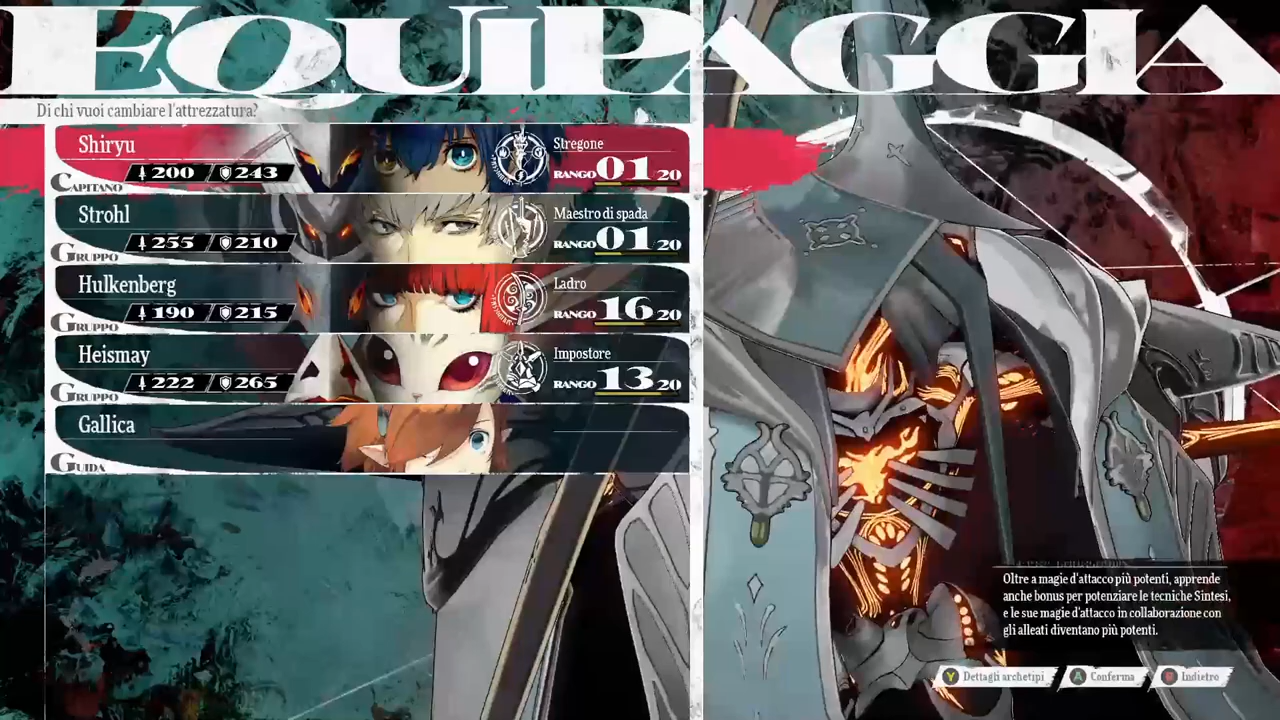 EQUIPAGGIA
Di chi vuoi cambiare l'attrezzatura?
Shiryu
200 243
CAPITANO
Stregone
RANGO 01 20
Strohl
255 210
GRUPPO
Maestro di spada
RANGO 01 20
Hulkenberg
190 215
GRUPPO
Ladro
RANGO 16 20
Heismay
222 265
GRUPPO
Impostore
RANGO 13 20
Gallica
GUIDA
Oltre a magie d'attacco più potenti, apprende
anche bonus per potenziare le tecniche Sintesi,
e le sue magie d'attacco in collaborazione con
gli alleati diventano più potenti.
Y Dettagli archetipi A Conferma B Indietro